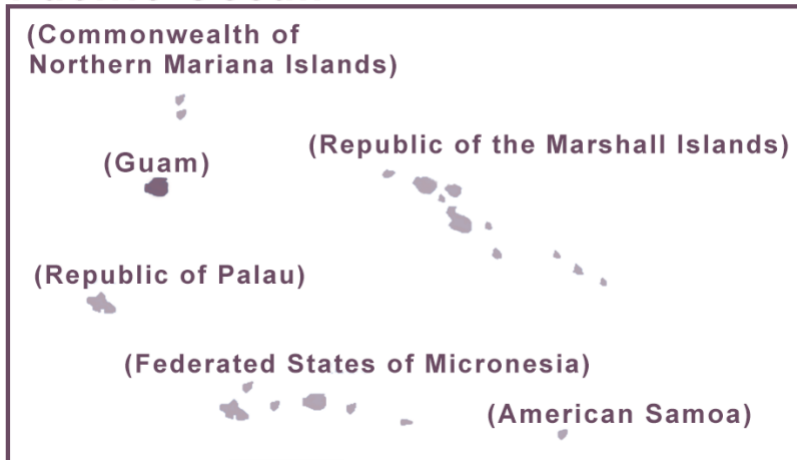 (Commonwealth of
Northern Mariana Islands)
(Republic of the Marshall Islands)
(Guam)
(Republic of Palau)
(Federated States of Micronesia)
(American Samoa)